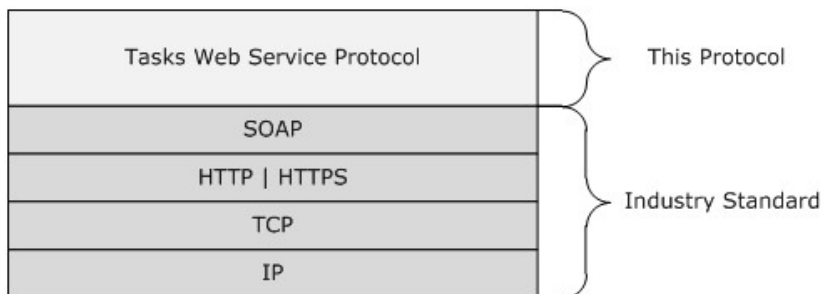 Tasks Web Service Protocol
This Protocol
SOAP
HTTP | HTTPS
Industry Standard
TCP
IP